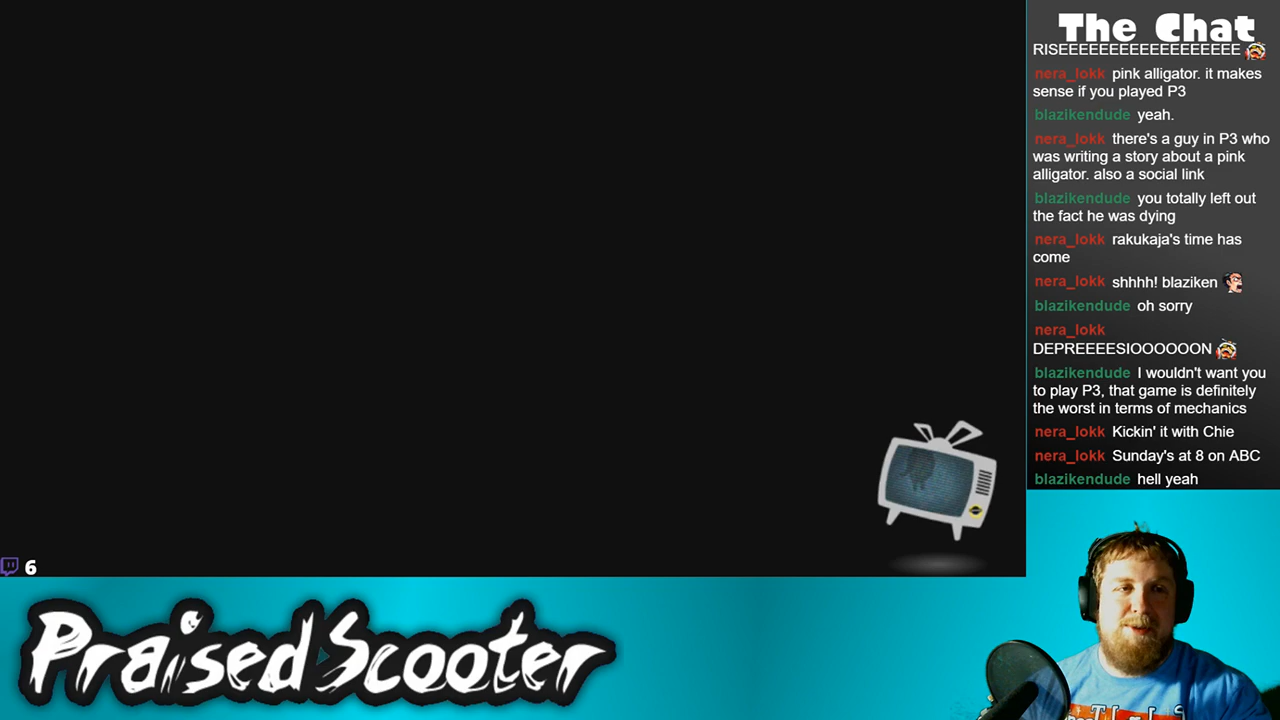 The Chat
RISEEEEEEEEEEEEEEEEEE
nera_lokk pink alligator. it makes
sense if you played P3
blazikendude yeah.
nera_lokk there's a guy in P3 who
was writing a story about a pink
alligator. also a social link
blazikendude you totally left out
the fact he was dying
nera_lokk rakukaja's time has
come
nera_lokk shhhh! blaziken
blazikendude oh sorry
nera_lokk
DEPREEEESIOOOOOON
blazikendude I wouldn't want you
to play P3, that game is definitely
the worst in terms of mechanics
nera_lokk Kickin' it with Chie
nera_lokk Sunday's at 8 on ABC
blazikendude hell yeah
6
PraisedScooter